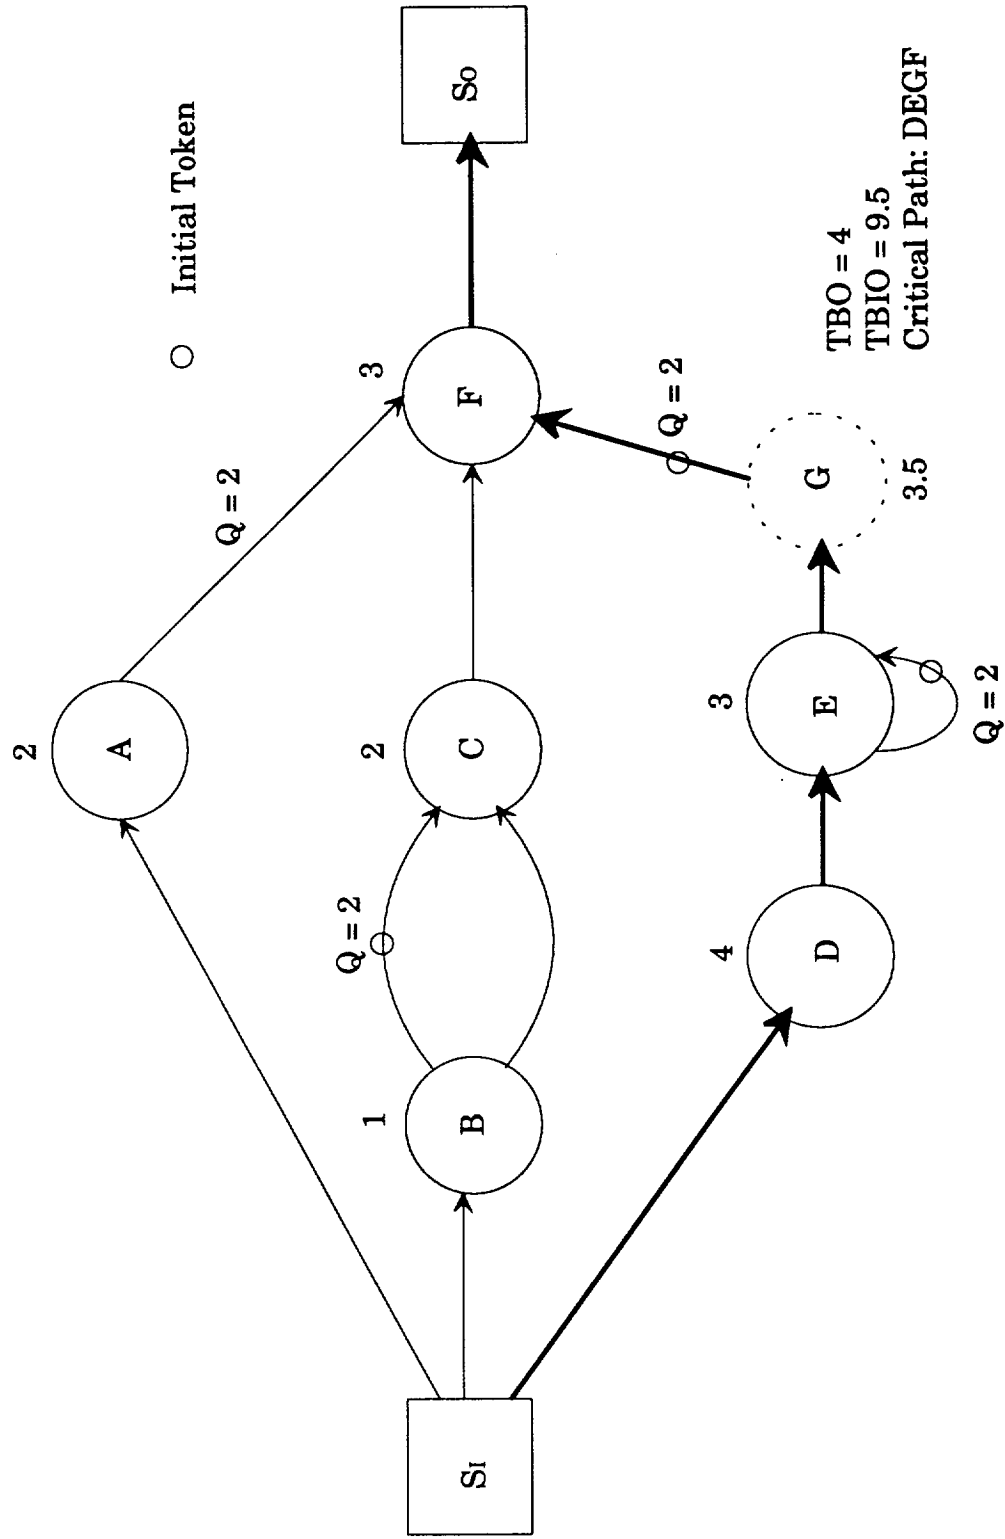 Initial Token
2
A
Q = 2
SI
1
B
Q = 2
2
C
3
F
SO
Q = 2
4
D
3
E
Q = 2
G
3.5
TBO = 4
TBIO = 9.5
Critical Path: DEGF